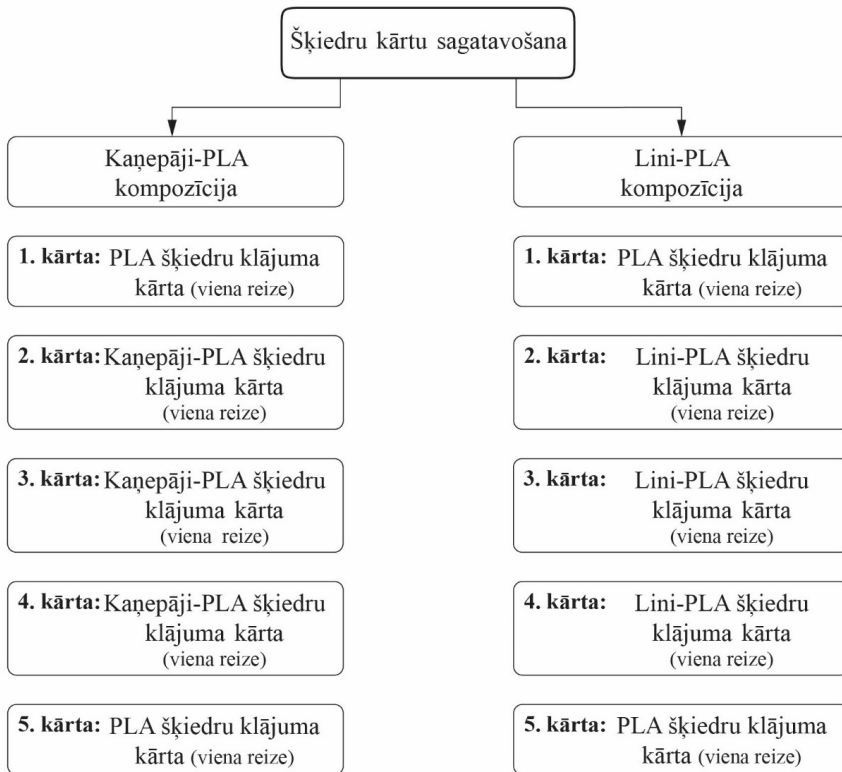 Šķiedru kārtu sagatavošana
Kaņepāji-PLA
kompozīcija
1. kārta: PLA šķiedru klājuma
kārta (viena reize)
2. kārta: Kaņepāji-PLA šķiedru
klājuma kārta
(viena reize)
3. kārta: Kaņepāji-PLA šķiedru
klājuma kārta
(viena reize)
4. kārta: Kaņepāji-PLA šķiedru
klājuma kārta
(viena reize)
5. kārta: PLA šķiedru klājuma
kārta (viena reize)
Lini-PLA
kompozīcija
1. kārta: PLA šķiedru klājuma
kārta (viena reize)
2. kārta: Lini-PLA šķiedru
klājuma kārta
(viena reize)
3. kārta: Lini-PLA šķiedru
klājuma kārta
(viena reize)
4. kārta: Lini-PLA šķiedru
klājuma kārta
(viena reize)
5. kārta: PLA šķiedru klājuma
kārta (viena reize)